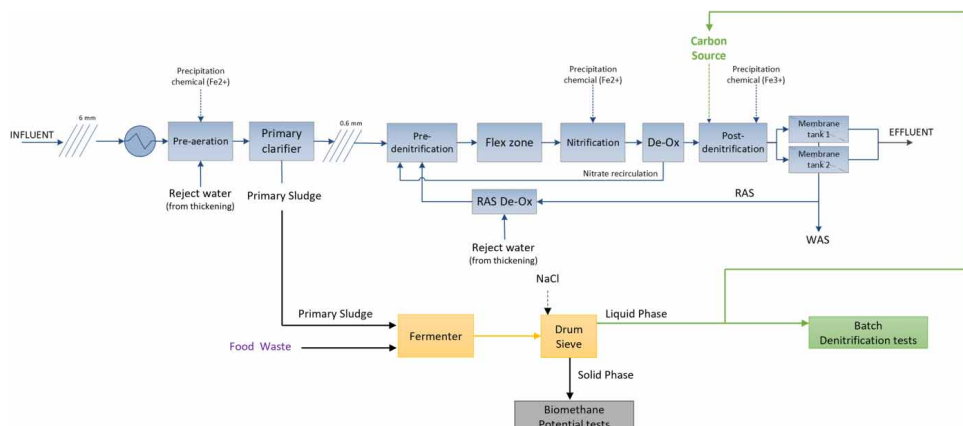 Carbon
Source
Precipitation
chemical (Fe2+)
Precipitation
chemcial (Fe2+)
Precipitation
chemical (Fe3+)
6 mm
0.6 mm
INFLUENT
Pre-aeration
Primary
clarifier
Pre-
denitrification
Flex zone
Nitrification
De-Ox
Post-
denitrification
Membrane
tank 1
Membrane
tank 2
EFFLUENT
Nitrate recirculation
Reject water
(from thickening)
Primary Sludge
RAS De-Ox
RAS
WAS
Reject water
(from thickening)
NaCl
Primary Sludge
Food Waste
Fermenter
Drum
Sieve
Liquid Phase
Batch
Denitrification tests
Solid Phase
Biomethane
Potential tests